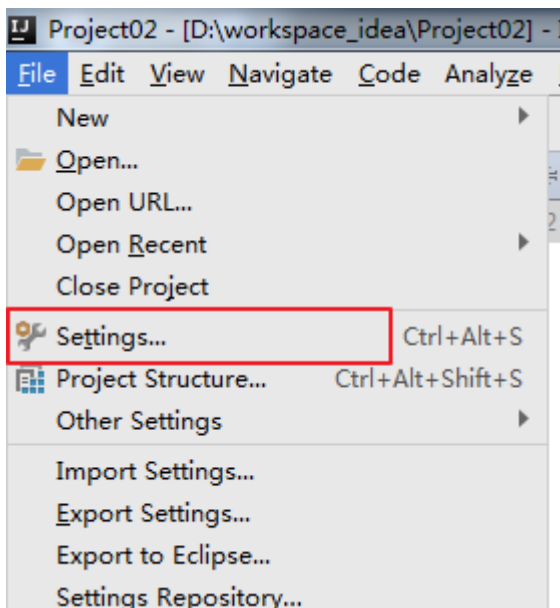 Project02 - [D:\workspace_idea\Project02] -
File Edit View Navigate Code Analyze
New
Open...
Open URL...
Open Recent
Close Project
Settings... Ctrl+Alt+S
Project Structure... Ctrl+Alt+Shift+S
Other Settings
Import Settings...
Export Settings...
Export to Eclipse...
Settings Repository...